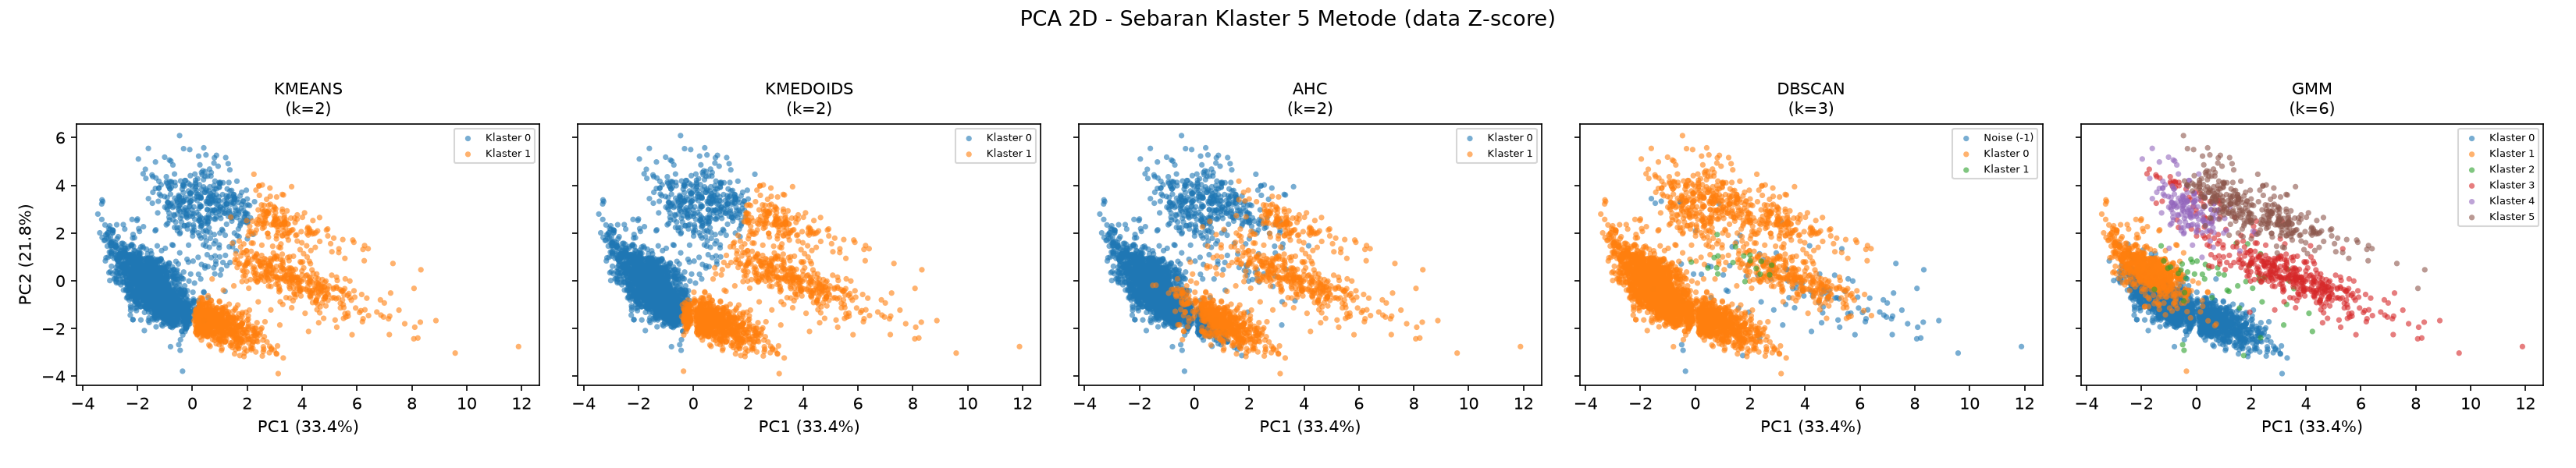 PCA 2D - Sebaran Klaster 5 Metode (data Z-score)
KMEANS
(k=2)
Klaster 0
Klaster 1
6
4
2
0
−2
−4
PC2 (21.8%)
−4 −2 0 2 4 6 8 10 12
PC1 (33.4%)
KMEDOIDS
(k=2)
Klaster 0
Klaster 1
−4 −2 0 2 4 6 8 10 12
PC1 (33.4%)
AHC
(k=2)
Klaster 0
Klaster 1
−4 −2 0 2 4 6 8 10 12
PC1 (33.4%)
DBSCAN
(k=3)
Noise (-1)
Klaster 0
Klaster 1
−4 −2 0 2 4 6 8 10 12
PC1 (33.4%)
GMM
(k=6)
Klaster 0
Klaster 1
Klaster 2
Klaster 3
Klaster 4
Klaster 5
−4 −2 0 2 4 6 8 10 12
PC1 (33.4%)